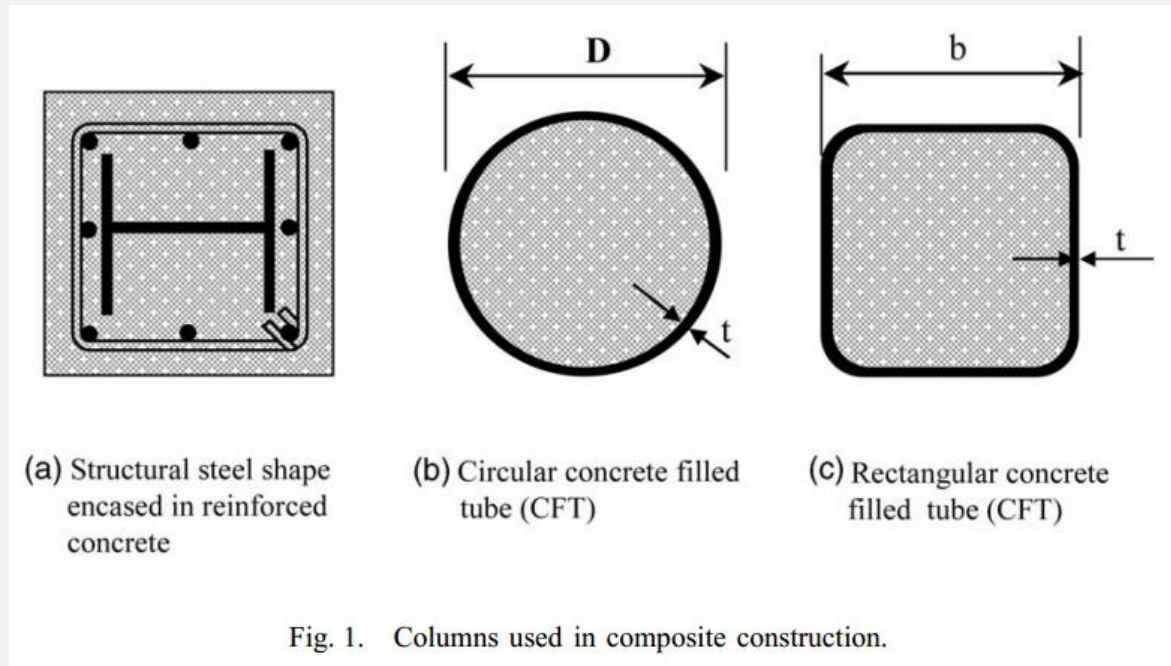 D
b
t
t
(a) Structural steel shape
encased in reinforced
concrete
(b) Circular concrete filled
tube (CFT)
(c) Rectangular concrete
filled tube (CFT)
Fig. 1. Columns used in composite construction.